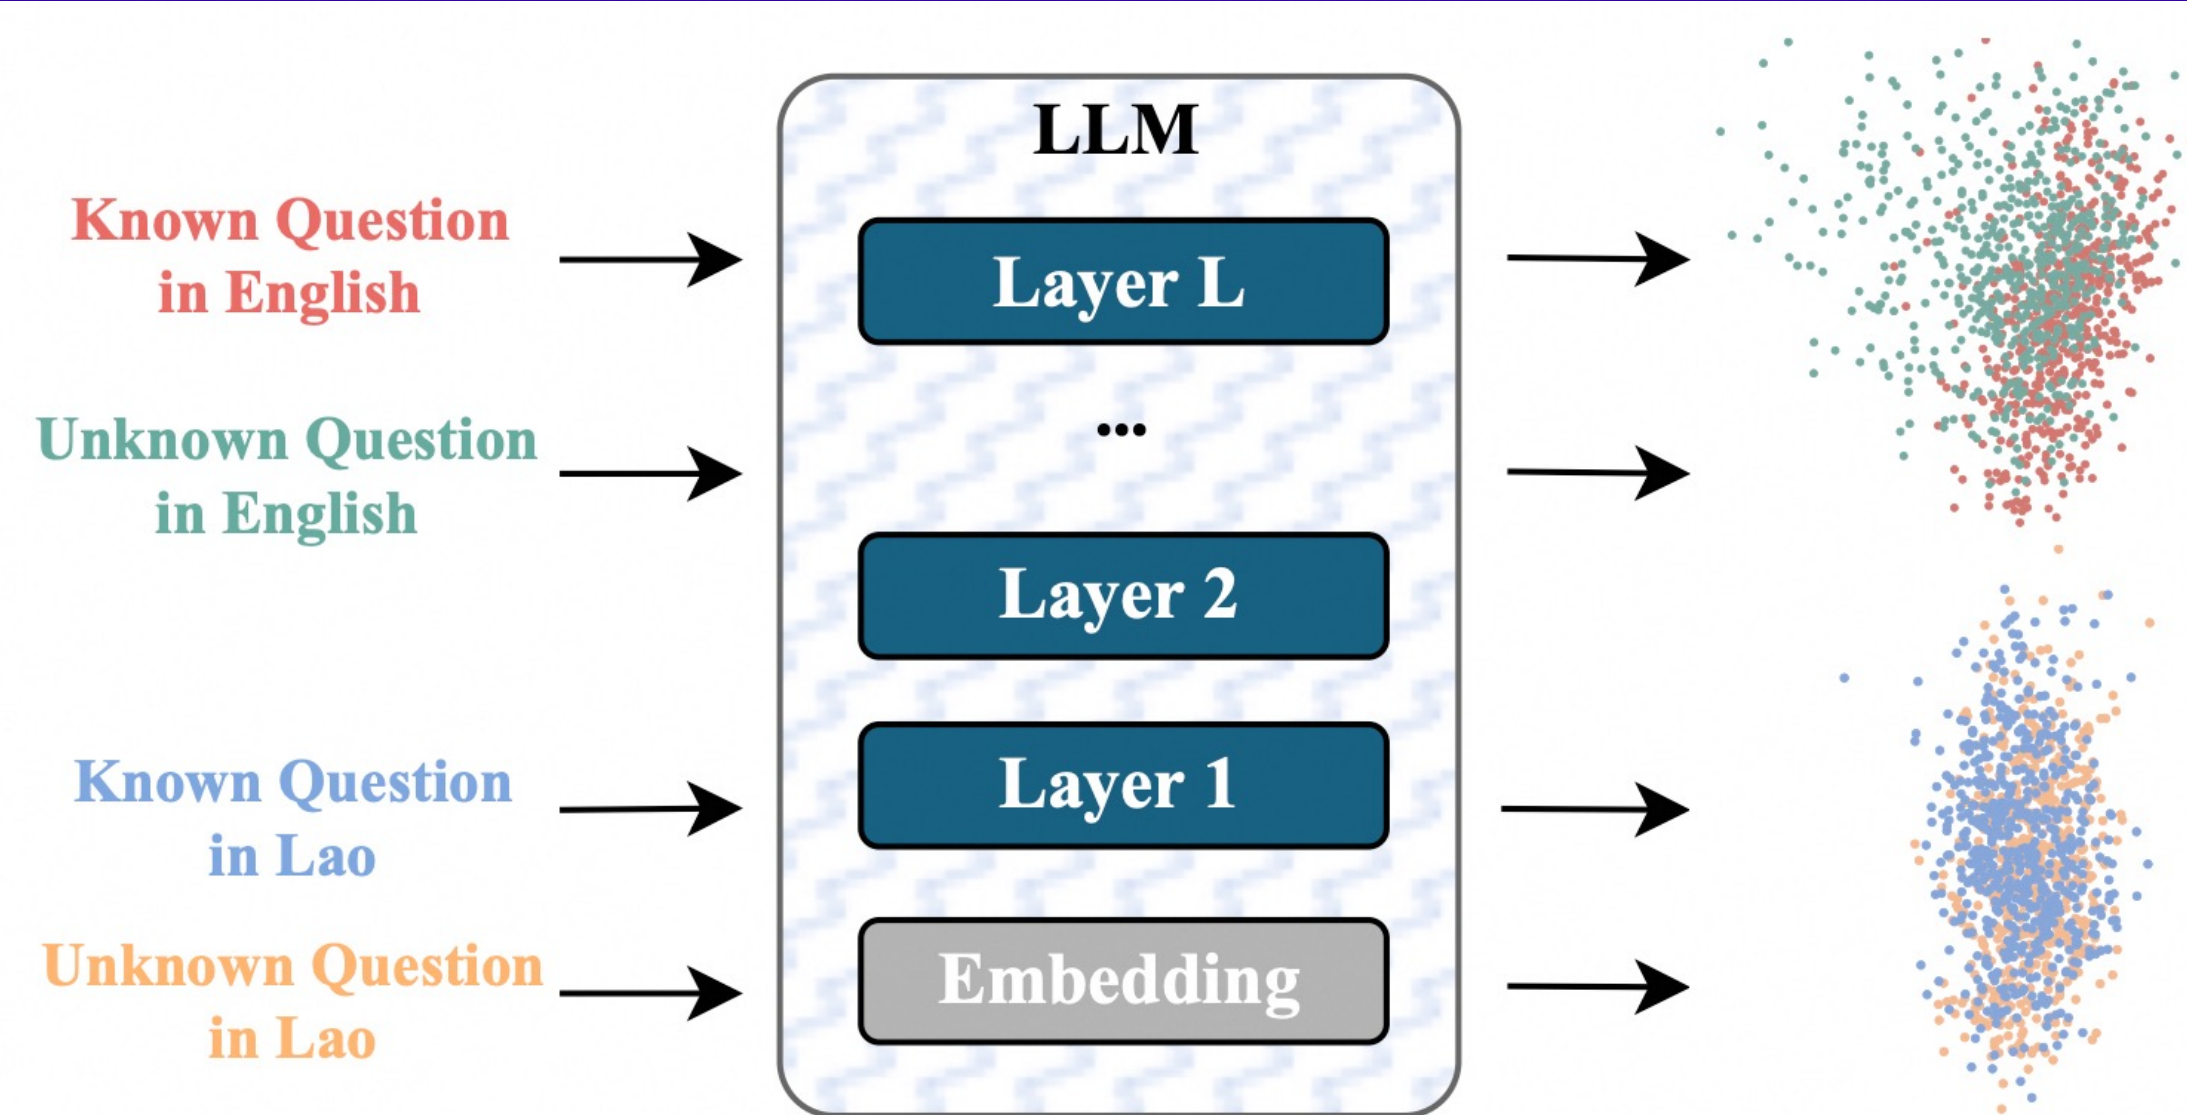 LLM
Known Question
in English
Layer L
Unknown Question
in English
...
Layer 2
Known Question
in Lao
Layer 1
Unknown Question
in Lao
Embedding